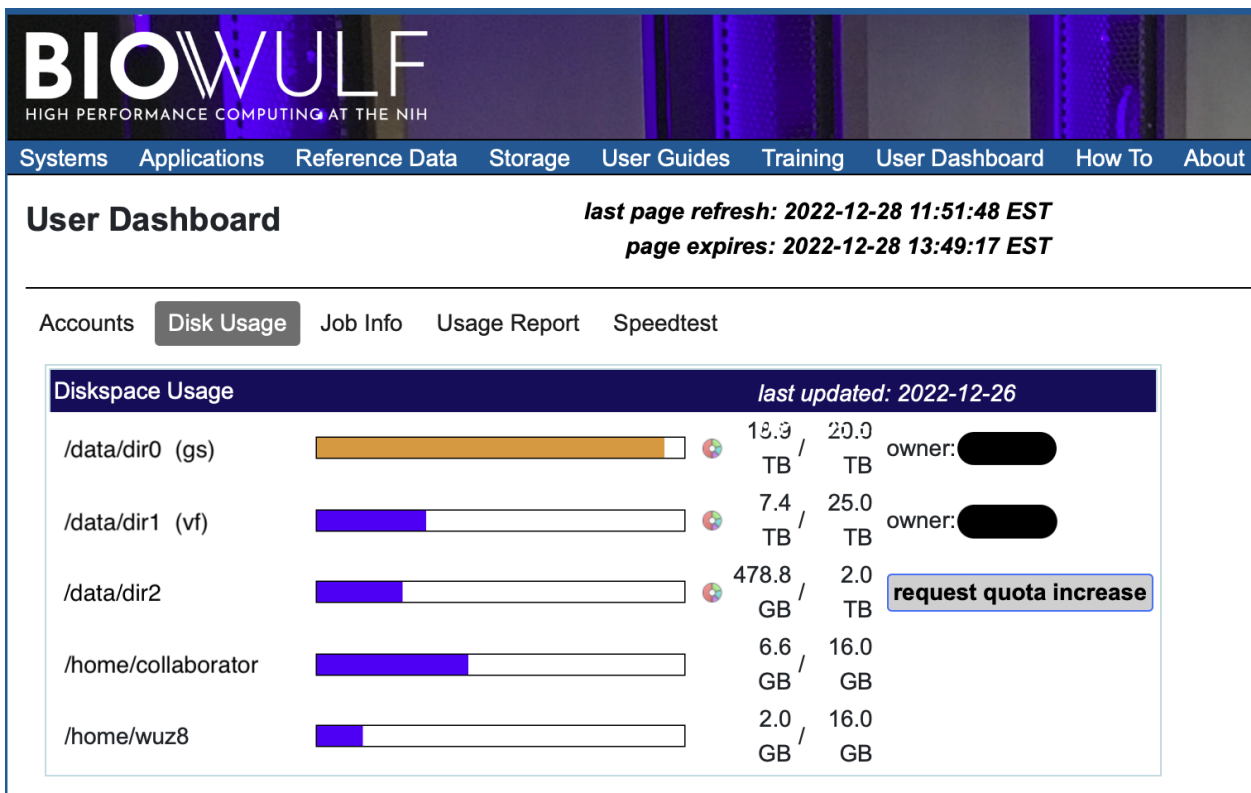 BIOWULF
HIGH PERFORMANCE COMPUTING AT THE NIH
Systems Applications Reference Data Storage User Guides Training User Dashboard How To About
User Dashboard
last page refresh: 2022-12-28 11:51:48 EST
page expires: 2022-12-28 13:49:17 EST
Accounts Disk Usage Job Info Usage Report Speedtest
Diskspace Usage last updated: 2022-12-26
/data/dir0 (gs) 18.9 TB / 20.0 TB owner:
/data/dir1 (vf) 7.4 TB / 25.0 TB owner:
/data/dir2 478.8 GB / 2.0 TB request quota increase
/home/collaborator 6.6 GB / 16.0 GB
/home/wuz8 2.0 GB / 16.0 GB